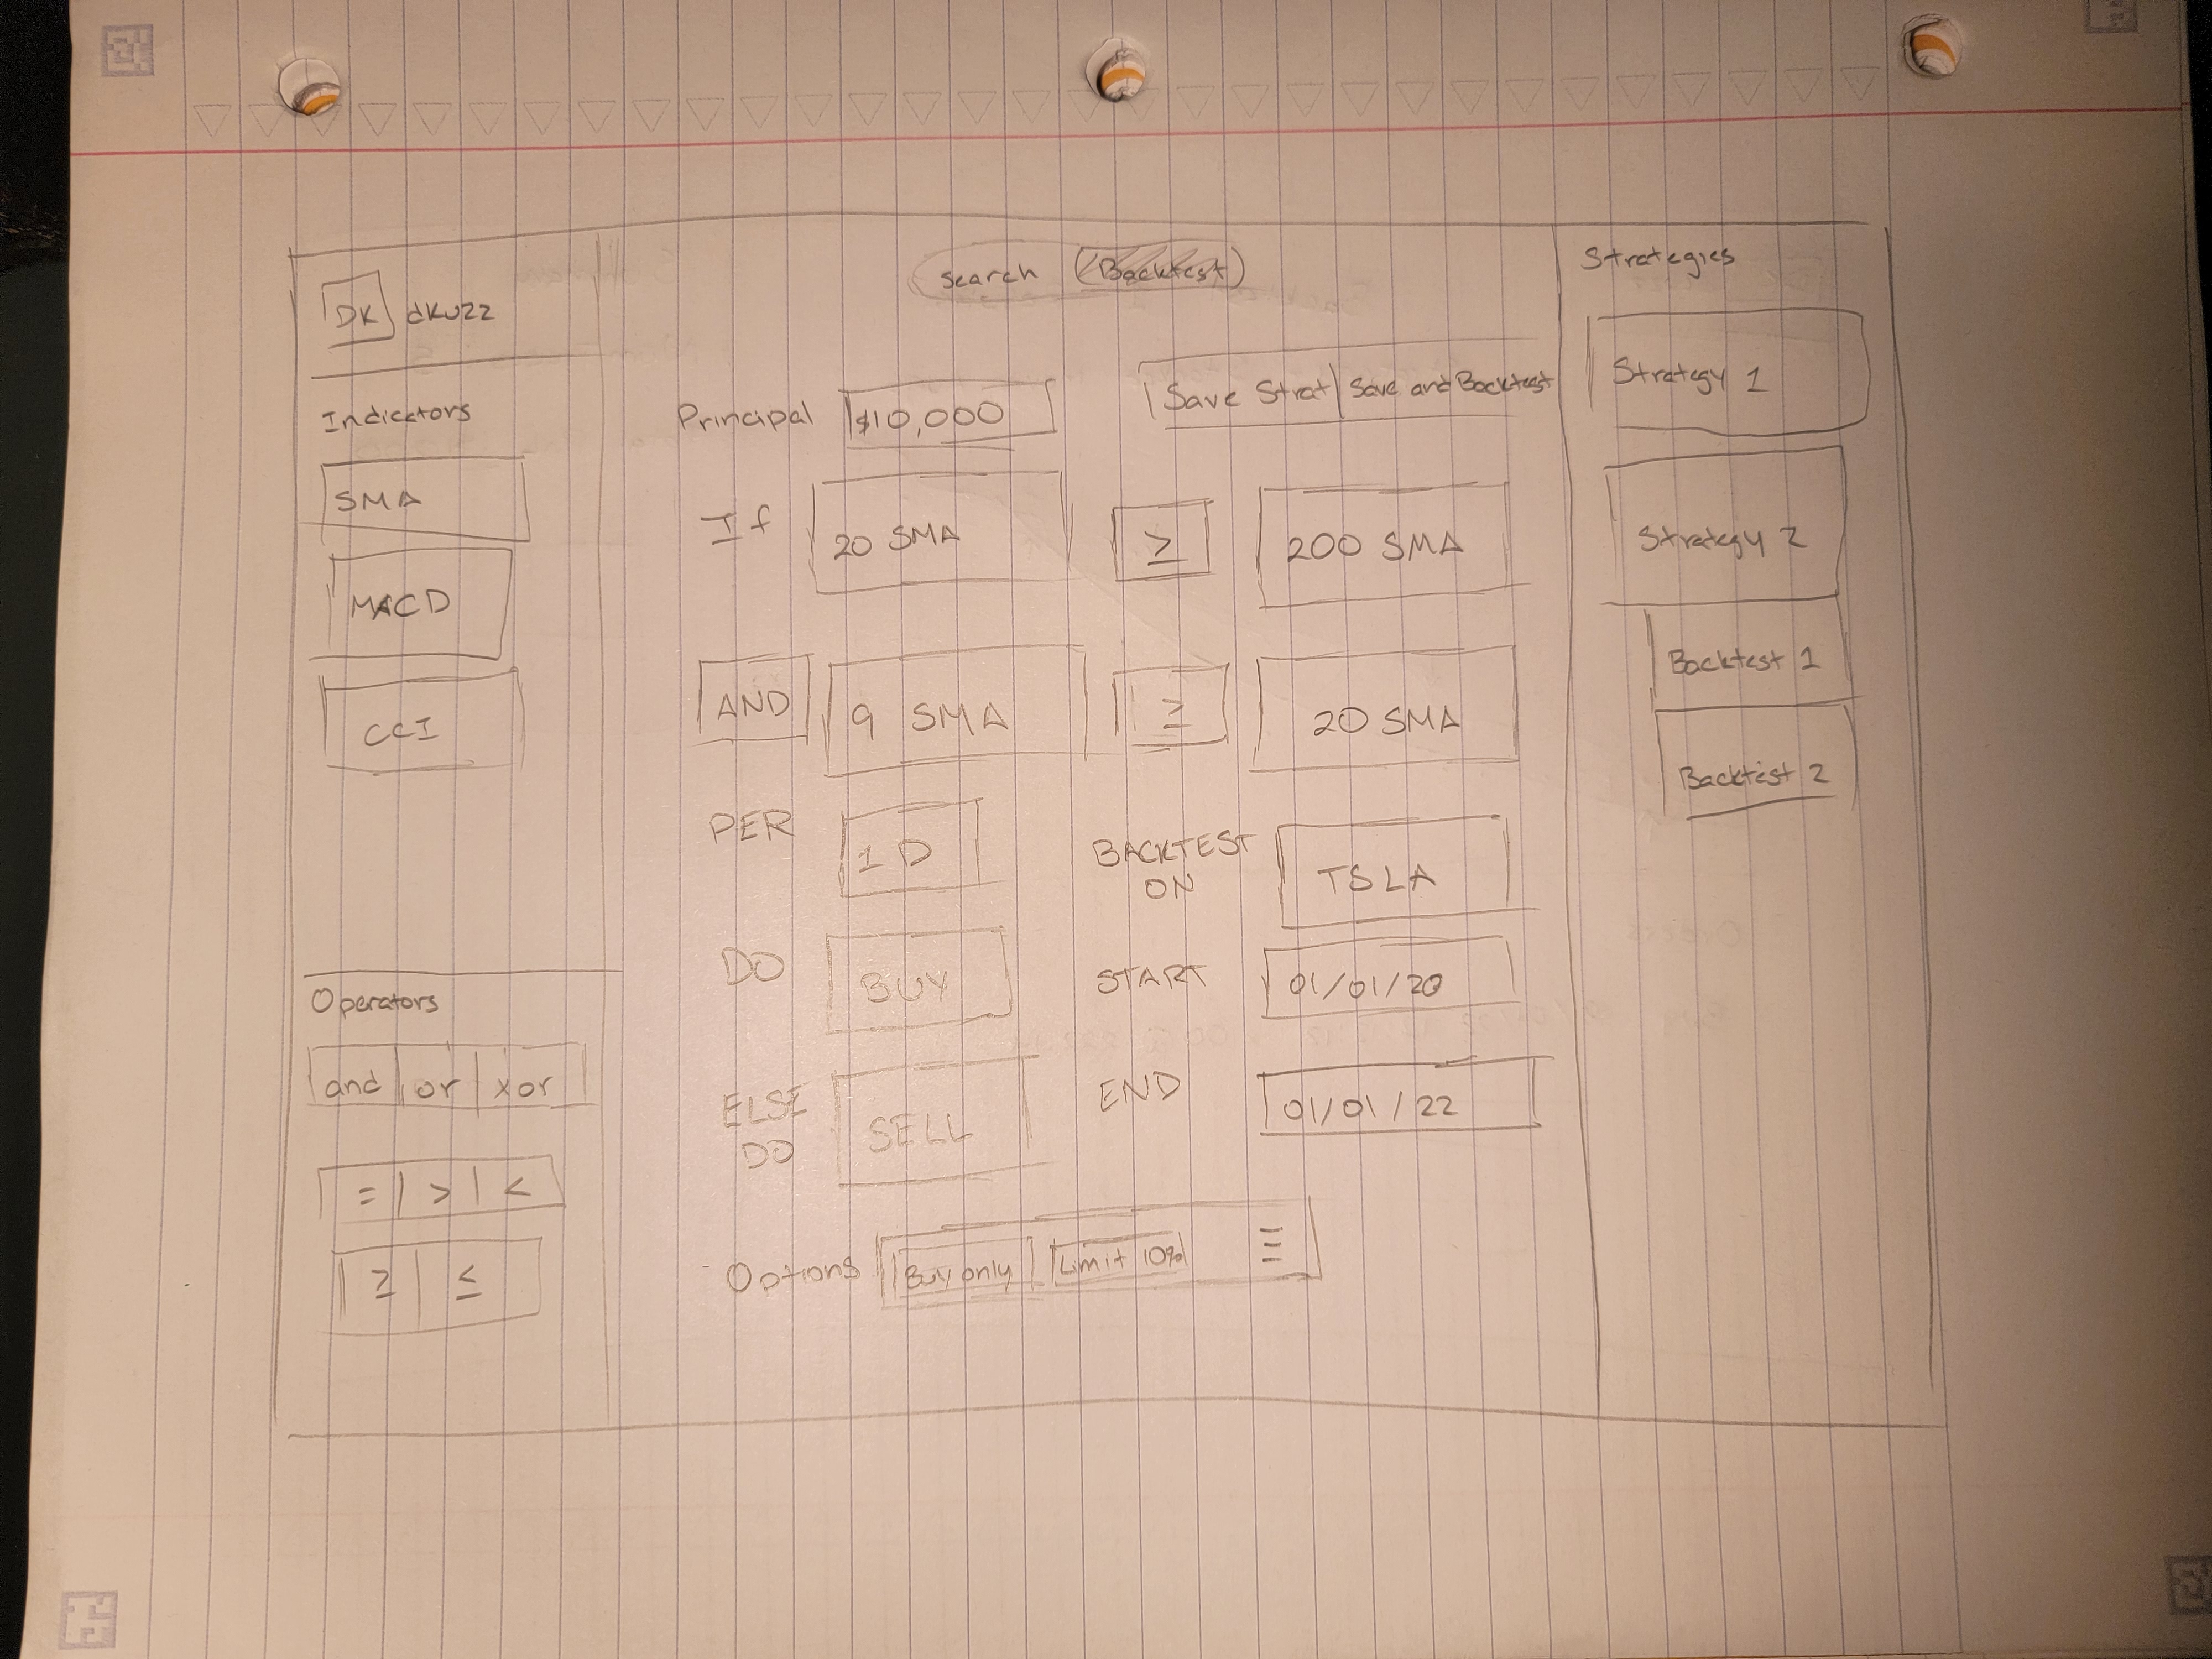 DK dkuzz
Indicators
SMA
MACD
CCI
Operators
and or xor
= > <
≥ ≤
search Backtest
Principal $10,000
Save Strat Save and Backtest
If 20 SMA ≥ 200 SMA
AND 9 SMA ≥ 20 SMA
PER 1D
DO BUY
ELSE
DO SELL
BACKTEST
ON TSLA
START 01/01/20
END 01/01/22
Options Buy only Limit 10%
Strategies
Strategy 1
Strategy 2
Backtest 1
Backtest 2